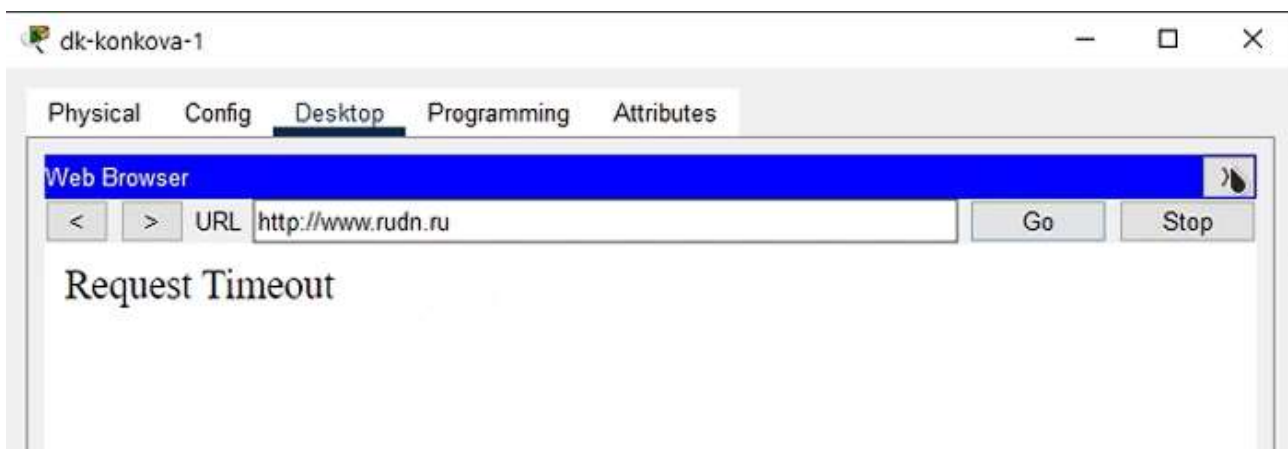 dk-konkova-1
Physical Config Desktop Programming Attributes
Web Browser
< > URL http://www.rudn.ru Go Stop
Request Timeout